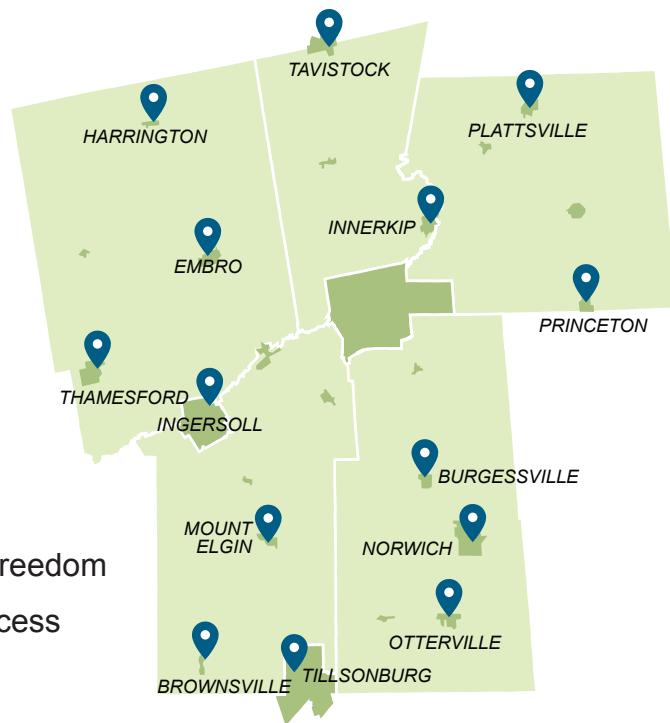 TAVISTOCK
HARRINGTON
PLATTSVILLE
INNERKIP
EMBRO
PRINCETON
THAMESFORD
INGERSOLL
BURGESSVILLE
MOUNT
ELGIN
NORWICH
reedom
cess
OTTERVILLE
BROWNSVILLE
TILLSONBURG